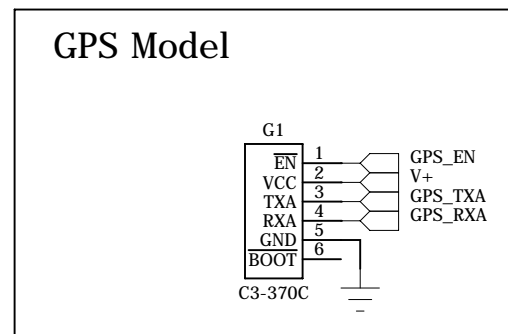 GPS Model
G1
EN 1 GPS_EN
VCC 2 V+
TXA 3 GPS_TXA
RXA 4 GPS_RXA
GND 5
BOOT 6
C3-370C